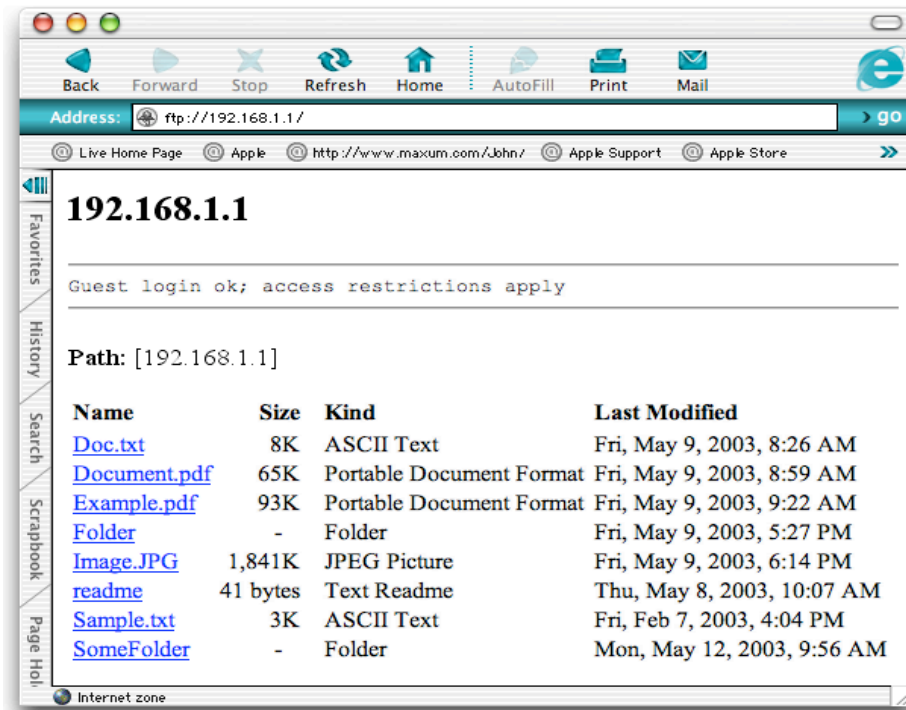 Back Forward Stop Refresh Home AutoFill Print Mail
Address: ftp://192.168.1.1/ go
Live Home Page Apple http://www.maxum.com/John/ Apple Support Apple Store »
Favorites
History
Search
Scrapbook
Page Hol
192.168.1.1
Guest login ok; access restrictions apply
Path: [192.168.1.1]
Name Size Kind Last Modified
Doc.txt 8K ASCII Text Fri, May 9, 2003, 8:26 AM
Document.pdf 65K Portable Document Format Fri, May 9, 2003, 8:59 AM
Example.pdf 93K Portable Document Format Fri, May 9, 2003, 9:22 AM
Folder - Folder Fri, May 9, 2003, 5:27 PM
Image.JPG 1,841K JPEG Picture Fri, May 9, 2003, 6:14 PM
readme 41 bytes Text Readme Thu, May 8, 2003, 10:07 AM
Sample.txt 3K ASCII Text Fri, Feb 7, 2003, 4:04 PM
SomeFolder - Folder Mon, May 12, 2003, 9:56 AM
Internet zone